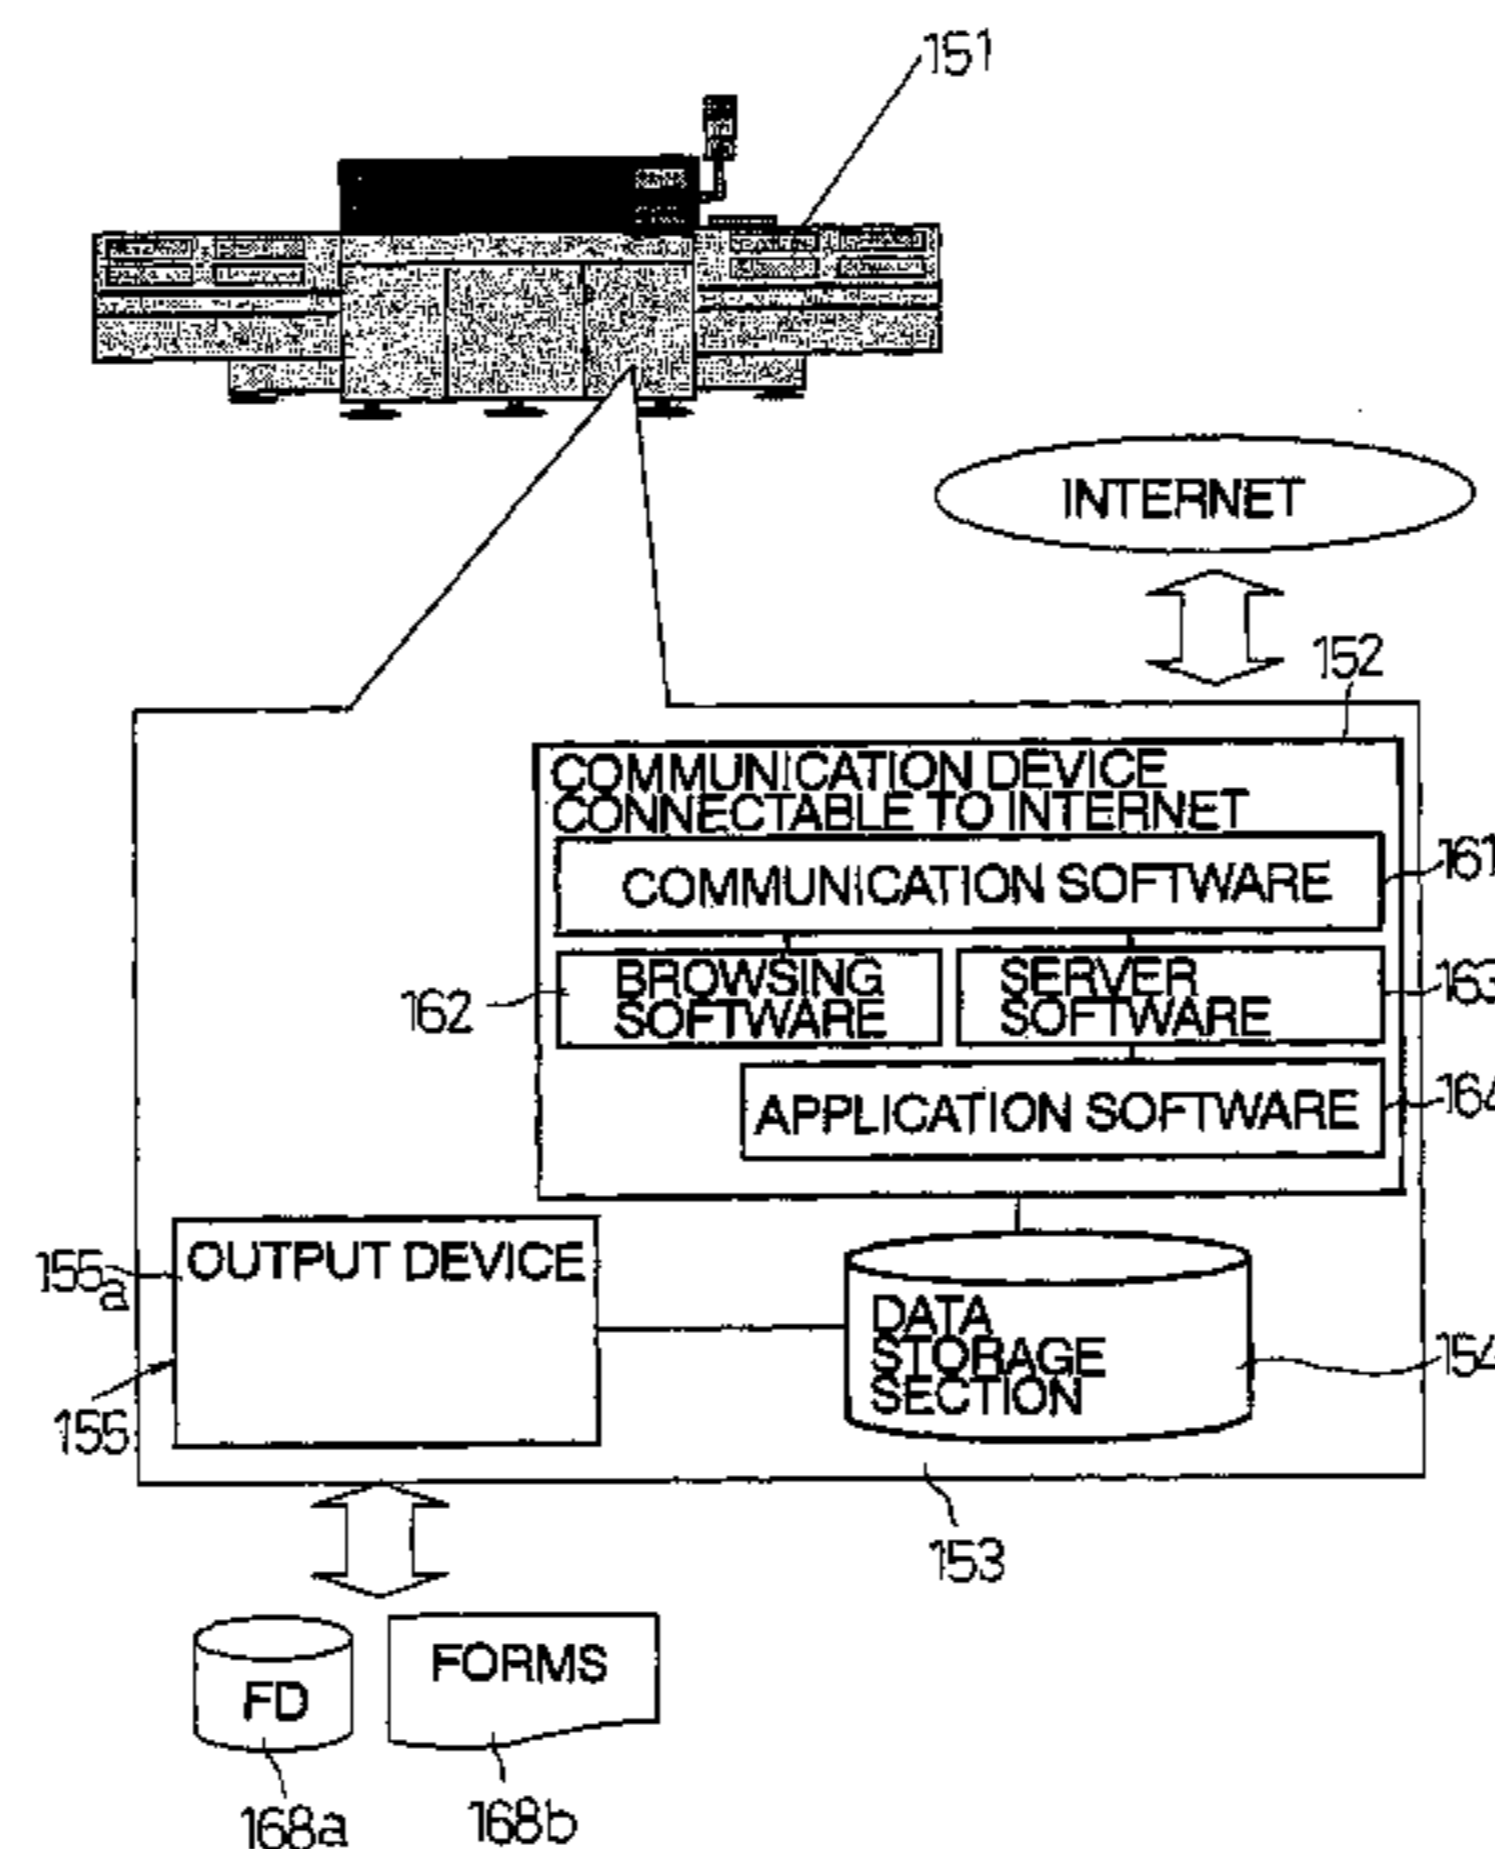 151
INTERNET
152
COMMUNICATION DEVICE
CONNECTABLE TO INTERNET
COMMUNICATION SOFTWARE
161
BROWSING
SOFTWARE
162
SERVER
SOFTWARE
163
APPLICATION SOFTWARE
164
OUTPUT DEVICE
155a
155
DATA
STORAGE
SECTION
154
153
FD
FORMS
168a
168b